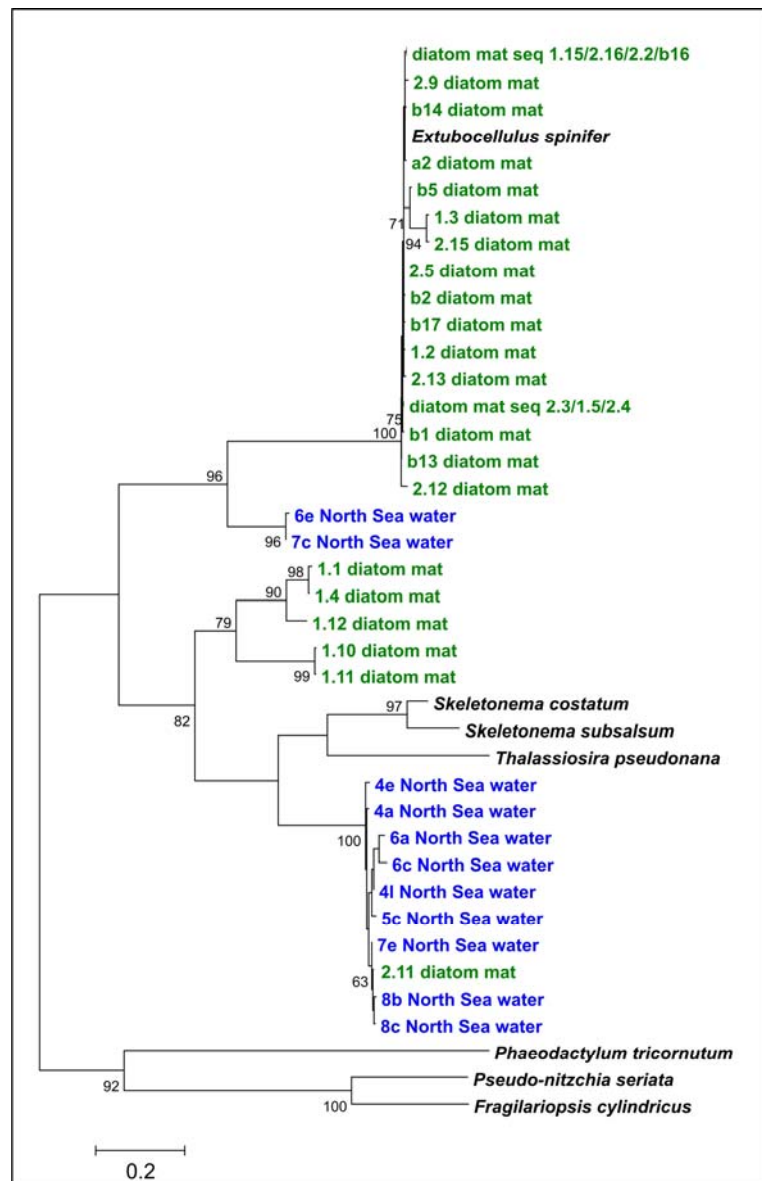 diatom mat seq 1.15/2.16/2.2/b16
2.9 diatom mat
b14 diatom mat
Extubocellulus spinifer
a2 diatom mat
b5 diatom mat
71
1.3 diatom mat
94
2.15 diatom mat
2.5 diatom mat
b2 diatom mat
b17 diatom mat
1.2 diatom mat
2.13 diatom mat
diatom mat seq 2.3/1.5/2.4
75
100
b1 diatom mat
b13 diatom mat
96
2.12 diatom mat
6e North Sea water
96
7c North Sea water
98
1.1 diatom mat
90
1.4 diatom mat
79
1.12 diatom mat
1.10 diatom mat
99
1.11 diatom mat
97
Skeletonema costatum
82
Skeletonema subsalsum
Thalassiosira pseudonana
4e North Sea water
4a North Sea water
100
6a North Sea water
6c North Sea water
4l North Sea water
5c North Sea water
7e North Sea water
63
2.11 diatom mat
8b North Sea water
8c North Sea water
Phaeodactylum tricornutum
92
Pseudo-nitzchia seriata
100
Fragilariopsis cylindricus
0.2